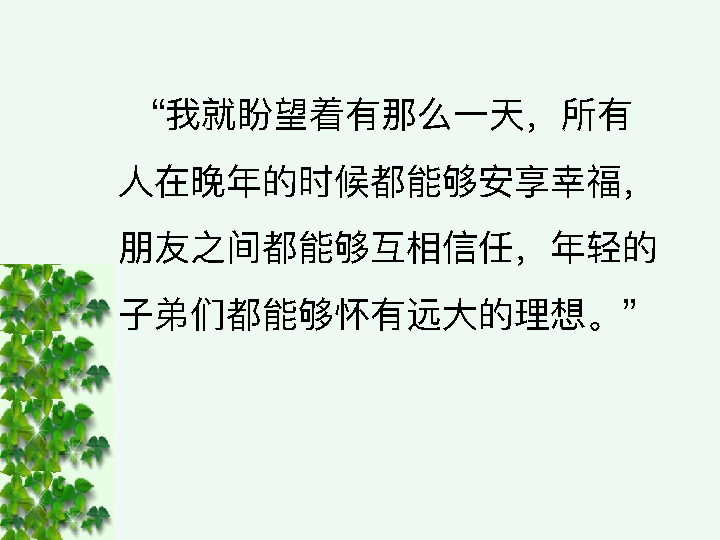 “我就盼望着有那么一天，所有
人在晚年的时候都能够安享幸福，
朋友之间都能够互相信任，年轻的
子弟们都能够怀有远大的理想。”